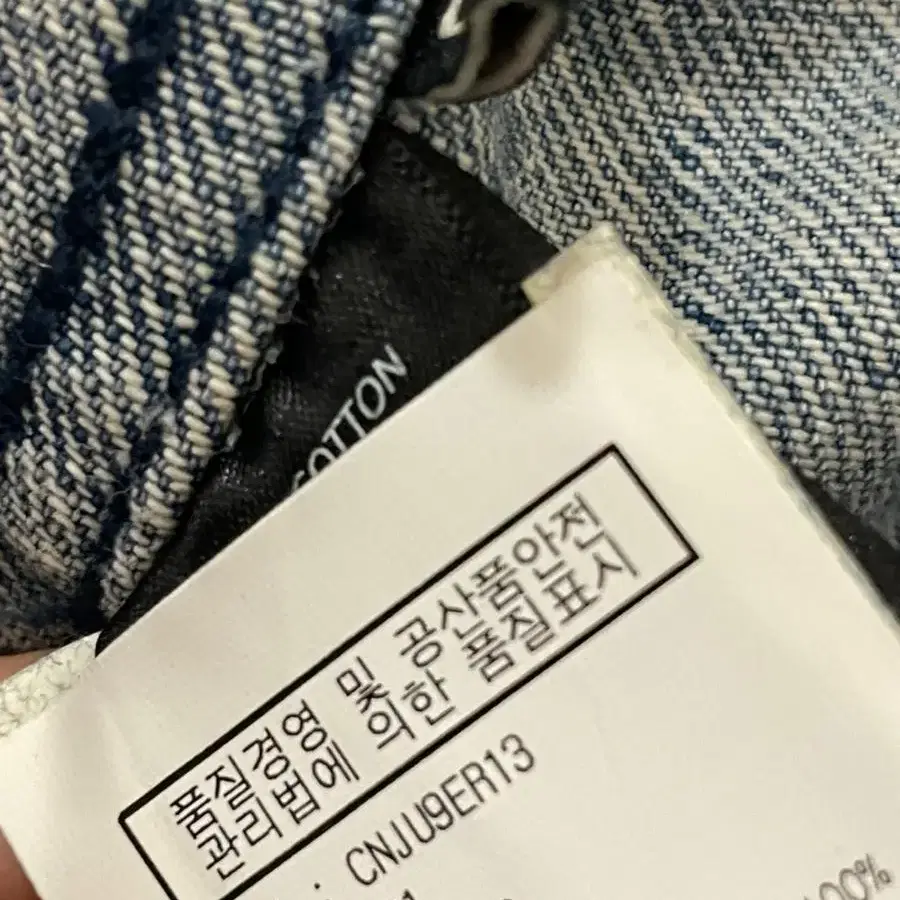 COTTON
품질경영 및 공산품안전
관리법에 의한 품질표시
: CNJU9ER13
100%